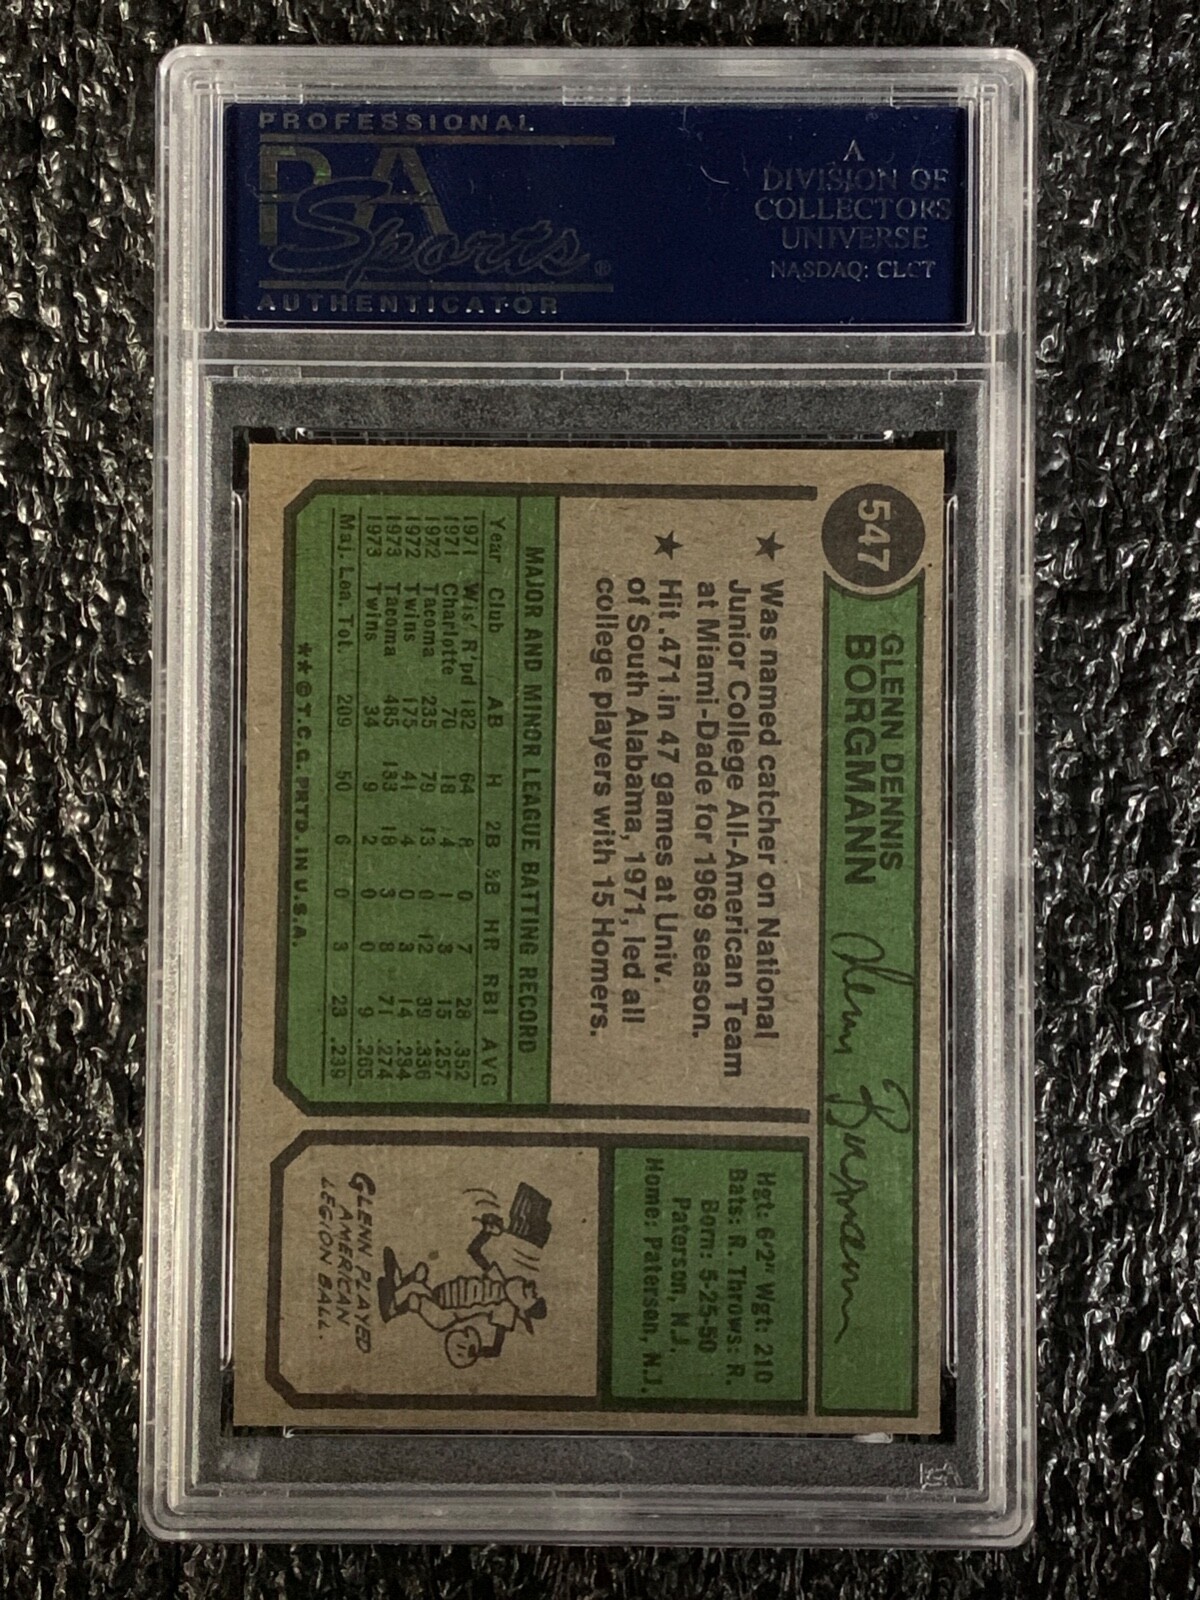 PROFESSIONAL
PSA
Sports®
AUTHENTICATOR
A
DIVISION OF
COLLECTORS
UNIVERSE
NASDAQ: CLCT
547
GLENN DENNIS
BORGMANN
Glenn Borgmann
★ Was named catcher on National
Junior College All-American Team
at Miami-Dade for 1969 season.
★ Hit .471 in 47 games at Univ.
of South Alabama, 1971, led all
college players with 15 Homers.
MAJOR AND MINOR LEAGUE BATTING RECORD
Year Club AB H 2B 3B HR RBI AVG
1971 Wis/R'pd 182 64 8 0 7 28 .352
1971 Charlotte 70 18 4 1 3 15 .257
1972 Tacoma 235 79 13 0 12 39 .336
1972 Twins 175 41 4 0 3 14 .234
1973 Tacoma 485 133 18 3 8 71 .274
1973 Twins 34 9 2 0 0 9 .265
Maj. Lea. Tot. 209 50 6 0 3 23 .239
★★ © T.C.G. PRTD. IN U.S.A.
Hgt: 6'2" Wgt: 210
Bats: R. Throws: R.
Born: 5-25-50
Paterson, N.J.
Home: Paterson, N.J.
GLENN PLAYED
AMERICAN
LEGION BALL.